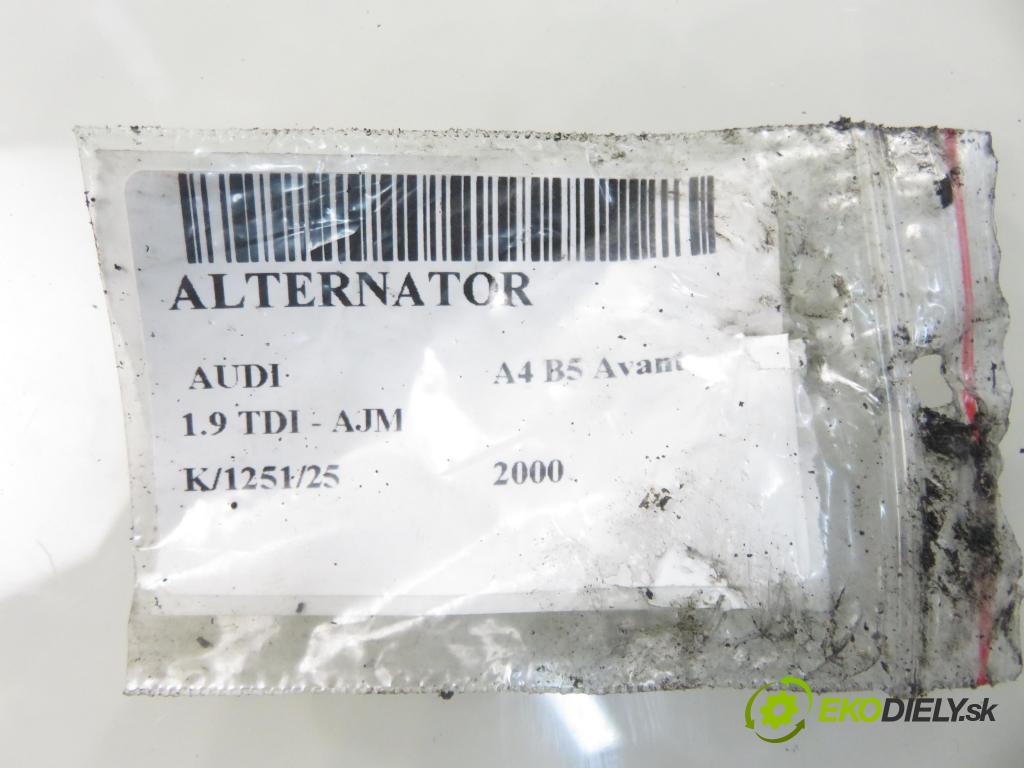 ALTERNATOR
AUDI A4 B5 Avant
1.9 TDI - AJM
K/1251/25 2000
EKODIELY.sk